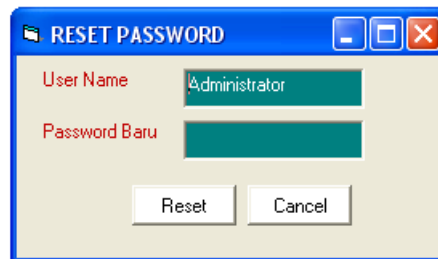 RESET PASSWORD
User Name
Administrator
Password Baru
Reset
Cancel